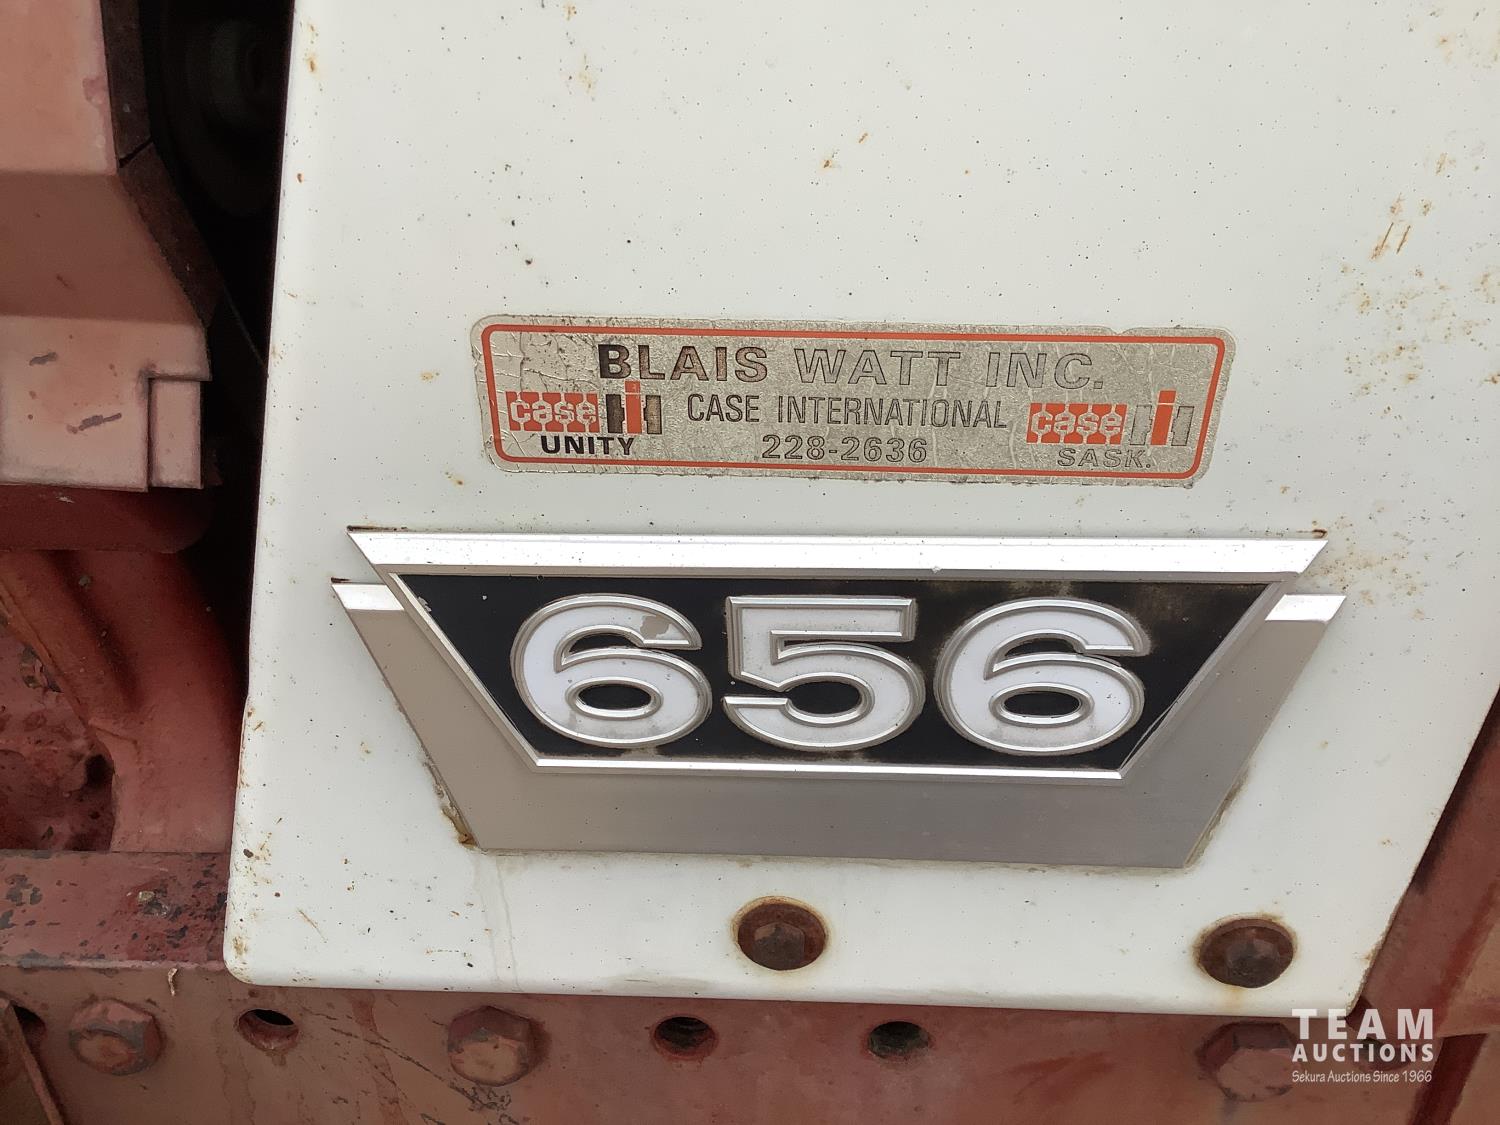 BLAIS WATT INC.
case IH CASE INTERNATIONAL case IH
UNITY 228-2636 SASK.
656
TEAM
AUCTIONS
Sekura Auctions Since 1966